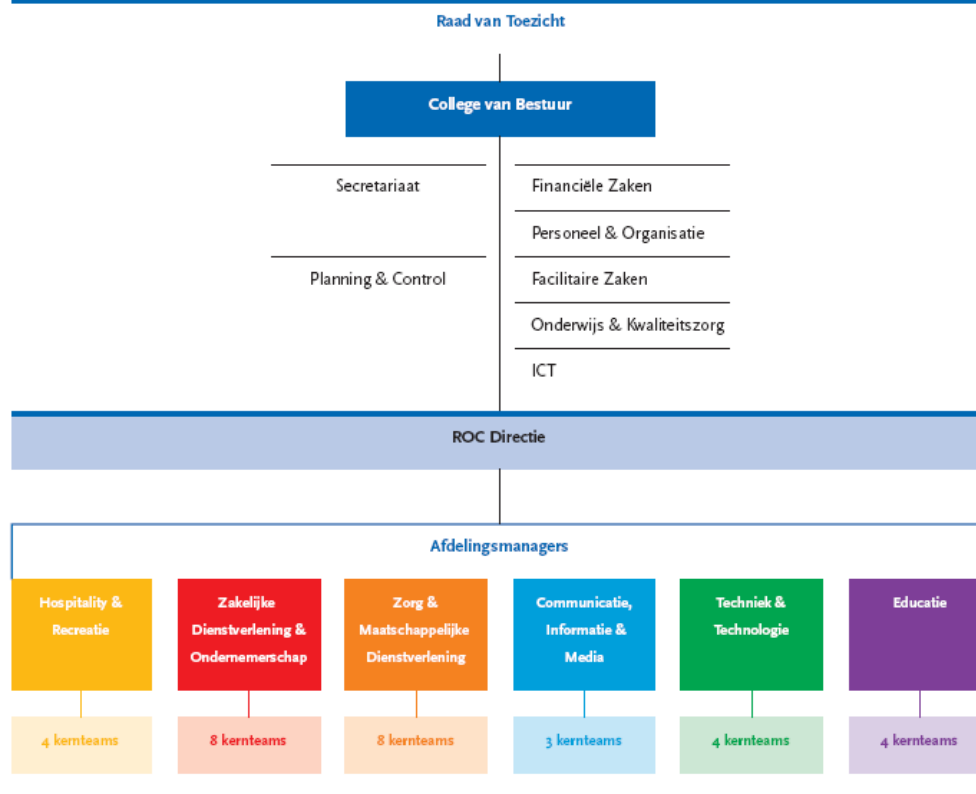 Raad van Toezicht
College van Bestuur
Secretariaat
Financiële Zaken
Personeel & Organisatie
Planning & Control
Facilitaire Zaken
Onderwijs & Kwaliteitszorg
ICT
ROC Directie
Afdelingsmanagers
Hospitality &
Recreatie
Zakelijke
Dienstverlening &
Ondernemerschap
Zorg &
Maatschappelijke
Dienstverlening
Communicatie,
Informatie &
Media
Techniek &
Technologie
Educatie
4 kernteams
8 kernteams
8 kernteams
3 kernteams
4 kernteams
4 kernteams